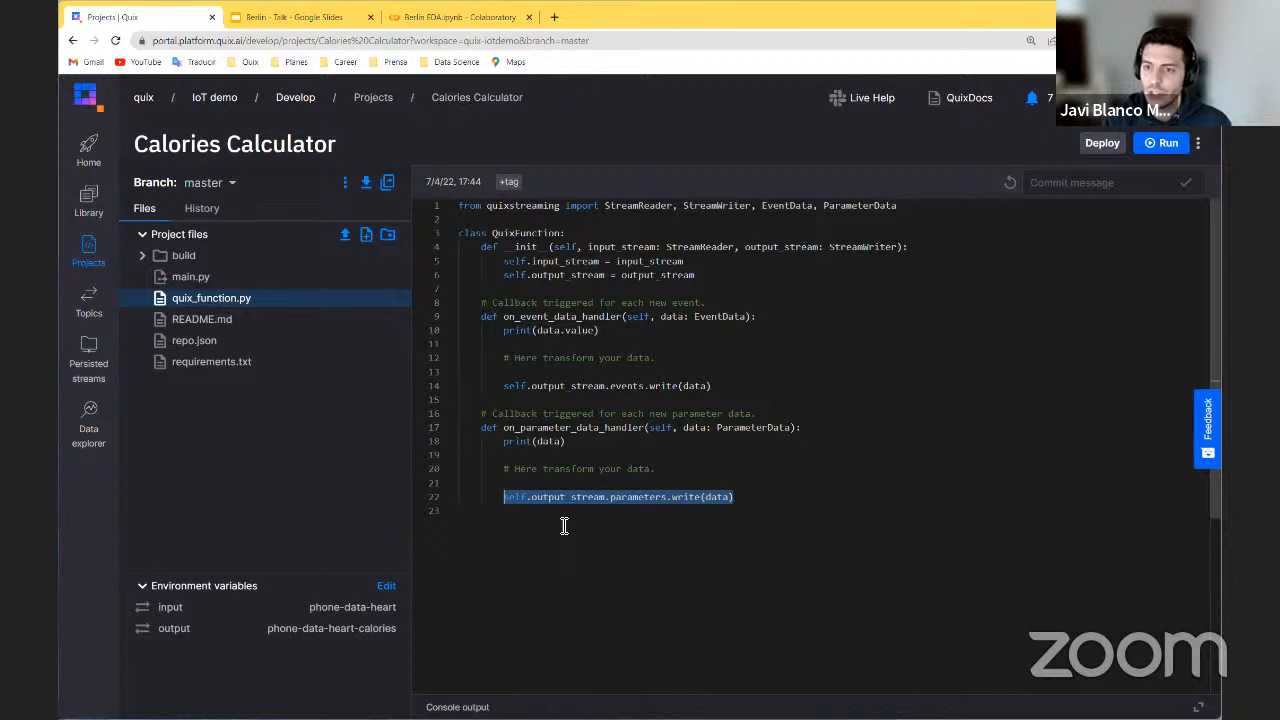 Projects | Quix
Berlin - Talk - Google Slides
Berlin EDA.ipynb - Colaboratory
portal.platform.quix.ai/develop/projects/Calories%20Calculator?workspace=quix-iotdemo&branch=master
Gmail
YouTube
Traducir
Quix
Planes
Career
Prensa
Data Science
Maps
Javi Blanco M...
quix / IoT demo / Develop / Projects / Calories Calculator
Live Help
QuixDocs
7
Calories Calculator
Deploy
Run
Home
Library
Projects
Topics
Persisted
streams
Data
explorer
Branch: master
Files
History
Project files
build
main.py
quix_function.py
README.md
repo.json
requirements.txt
Environment variables
Edit
input phone-data-heart
output phone-data-heart-calories
7/4/22, 17:44
+tag
Commit message
1 from quixstreaming import StreamReader, StreamWriter, EventData, ParameterData
2
3 class QuixFunction:
4 def __init__(self, input_stream: StreamReader, output_stream: StreamWriter):
5 self.input_stream = input_stream
6 self.output_stream = output_stream
7
8 # Callback triggered for each new event.
9 def on_event_data_handler(self, data: EventData):
10 print(data.value)
11
12 # Here transform your data.
13
14 self.output_stream.events.write(data)
15
16 # Callback triggered for each new parameter data.
17 def on_parameter_data_handler(self, data: ParameterData):
18 print(data)
19
20 # Here transform your data.
21
22 self.output_stream.parameters.write(data)
23
Feedback
Console output
zoom